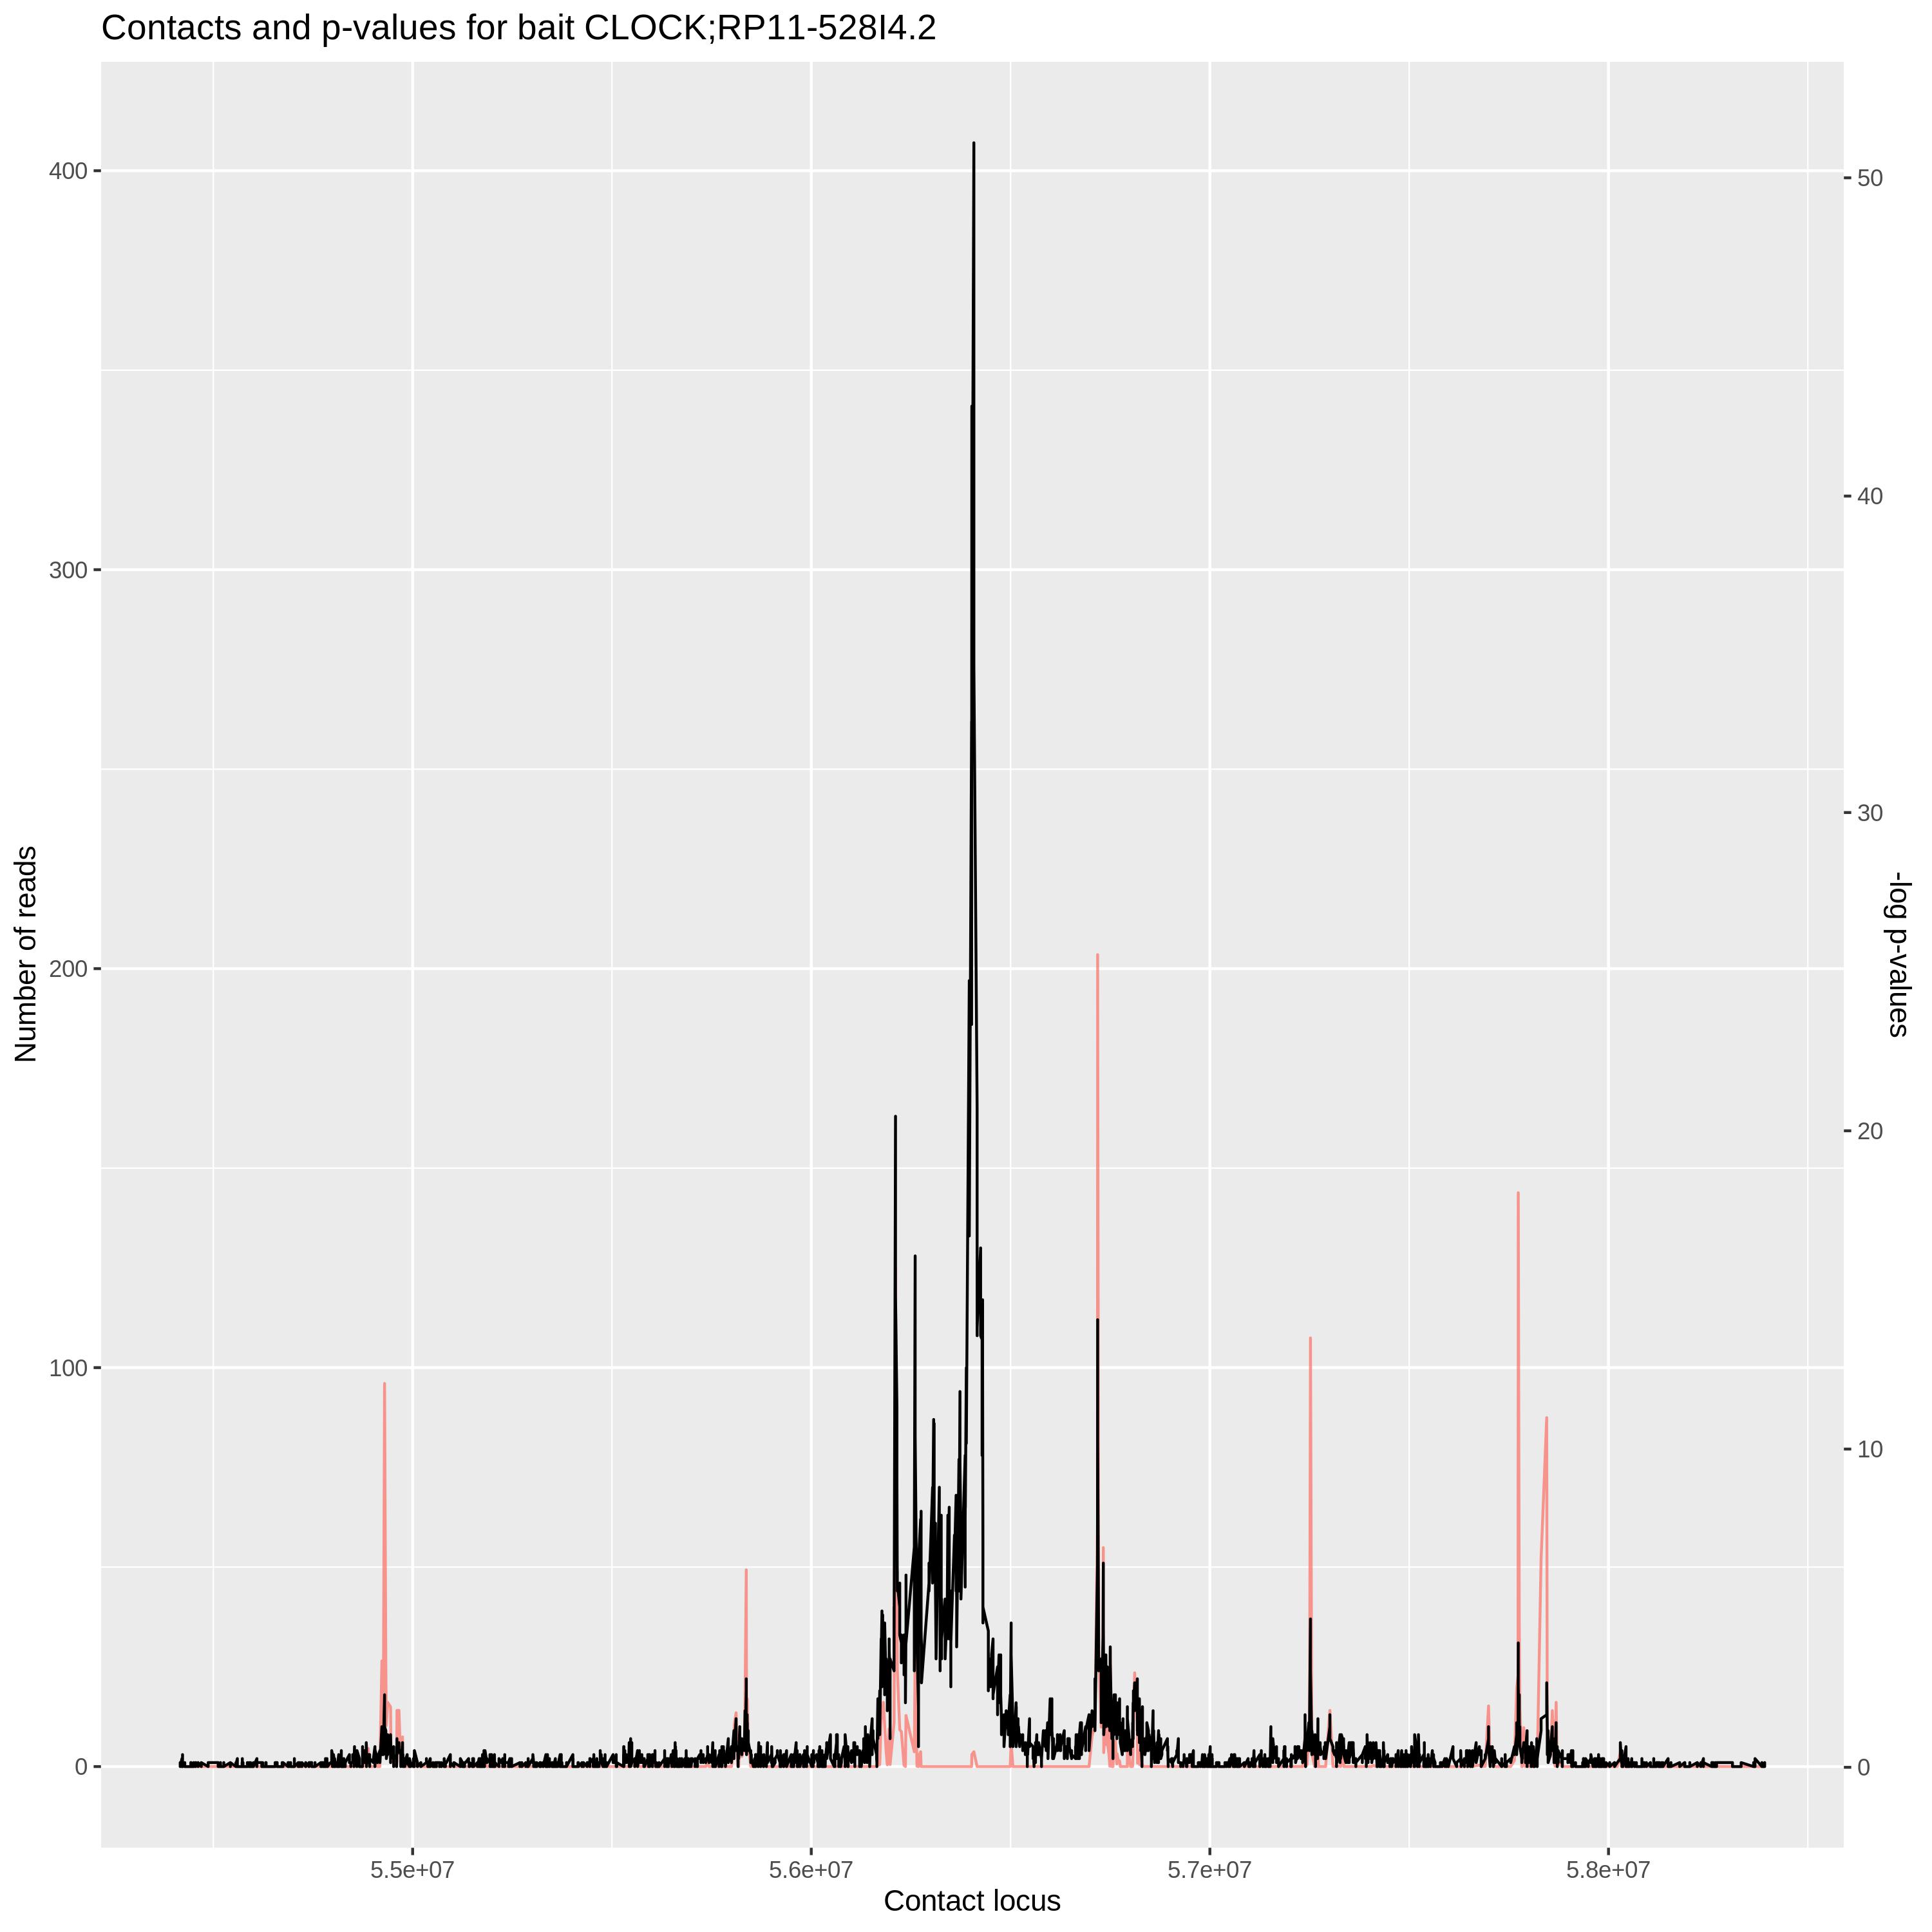 Contacts and p-values for bait CLOCK;RP11-528I4.2
400
300
200
100
0
Number of reads
50
40
30
20
10
0
-log p-values
5.5e+07
5.6e+07
5.7e+07
5.8e+07
Contact locus